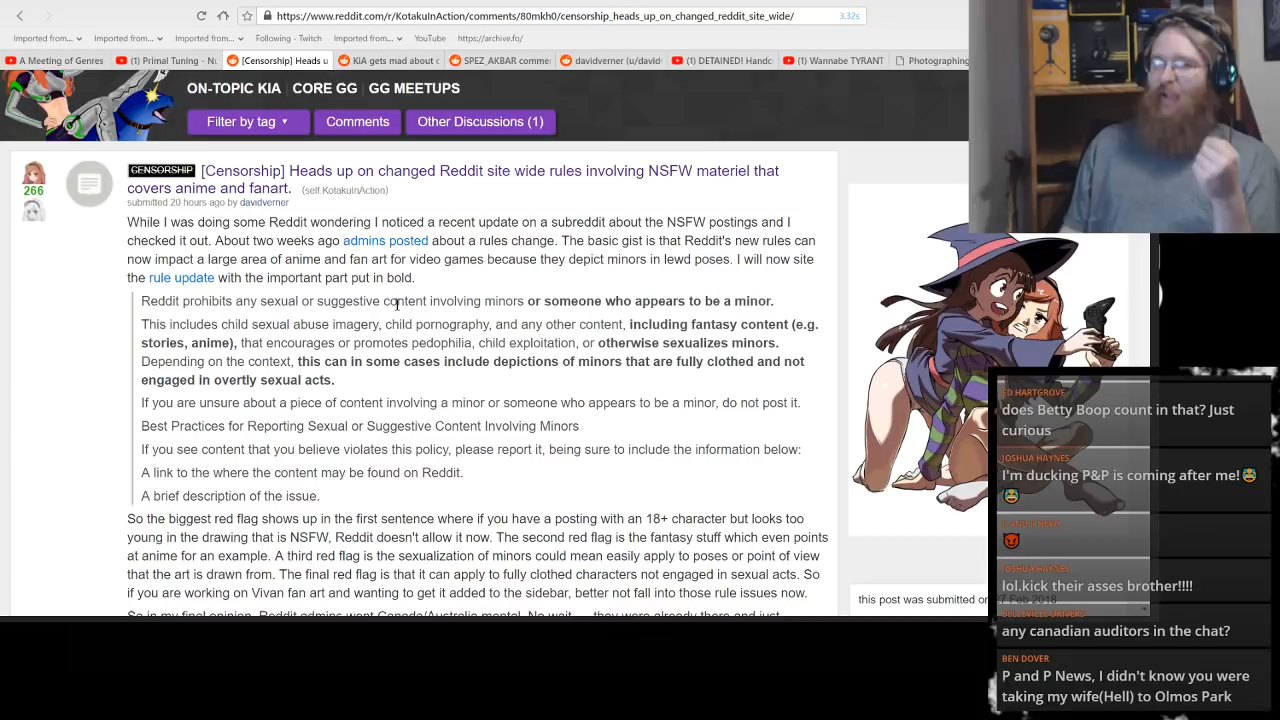 https://www.reddit.com/r/KotakuInAction/comments/80mkh0/censorship_heads_up_on_changed_reddit_site_wide/
3.32s
Imported from...
Imported from...
Imported from...
Following - Twitch
Imported from...
YouTube
https://archive.fo/
A Meeting of Genres
(1) Primal Tuning - Nu
[Censorship] Heads u
KiA gets mad about c
SPEZ_AKBAR comme
davidverner (u/david
(1) DETAINED! Handc
(1) Wannabe TYRANT
Photographing
ON-TOPIC KIA
CORE GG
GG MEETUPS
Filter by tag
Comments
Other Discussions (1)
266
CENSORSHIP [Censorship] Heads up on changed Reddit site wide rules involving NSFW materiel that
covers anime and fanart. (self.KotakuInAction)
submitted 20 hours ago by davidverner
While I was doing some Reddit wondering I noticed a recent update on a subreddit about the NSFW postings and I
checked it out. About two weeks ago admins posted about a rules change. The basic gist is that Reddit's new rules can
now impact a large area of anime and fan art for video games because they depict minors in lewd poses. I will now site
the rule update with the important part put in bold.
Reddit prohibits any sexual or suggestive content involving minors or someone who appears to be a minor.
This includes child sexual abuse imagery, child pornography, and any other content, including fantasy content (e.g.
stories, anime), that encourages or promotes pedophilia, child exploitation, or otherwise sexualizes minors.
Depending on the context, this can in some cases include depictions of minors that are fully clothed and not
engaged in overtly sexual acts.
If you are unsure about a piece of content involving a minor or someone who appears to be a minor, do not post it.
Best Practices for Reporting Sexual or Suggestive Content Involving Minors
If you see content that you believe violates this policy, please report it, being sure to include the information below:
A link to the where the content may be found on Reddit.
A brief description of the issue.
So the biggest red flag shows up in the first sentence where if you have a posting with an 18+ character but looks too
young in the drawing that is NSFW, Reddit doesn't allow it now. The second red flag is the fantasy stuff which even points
at anime for an example. A third red flag is the sexualization of minors could mean easily apply to poses or point of view
that the art is drawn from. The final red flag is that it can apply to fully clothed characters not engaged in sexual acts. So
if you are working on Vivan fan art and wanting to get it added to the sidebar, better not fall into those rule issues now.
this post was submitted on 27 Feb 2018
ED HARTGROVE
does Betty Boop count in that? Just
curious
JOSHUA HAYNES
I'm ducking P&P is coming after me!
JOSHUA HAYNES
lol.kick their asses brother!!!!
BELLEVILLE DRIVERS
any canadian auditors in the chat?
BEN DOVER
P and P News, I didn't know you were
taking my wife(Hell) to Olmos Park